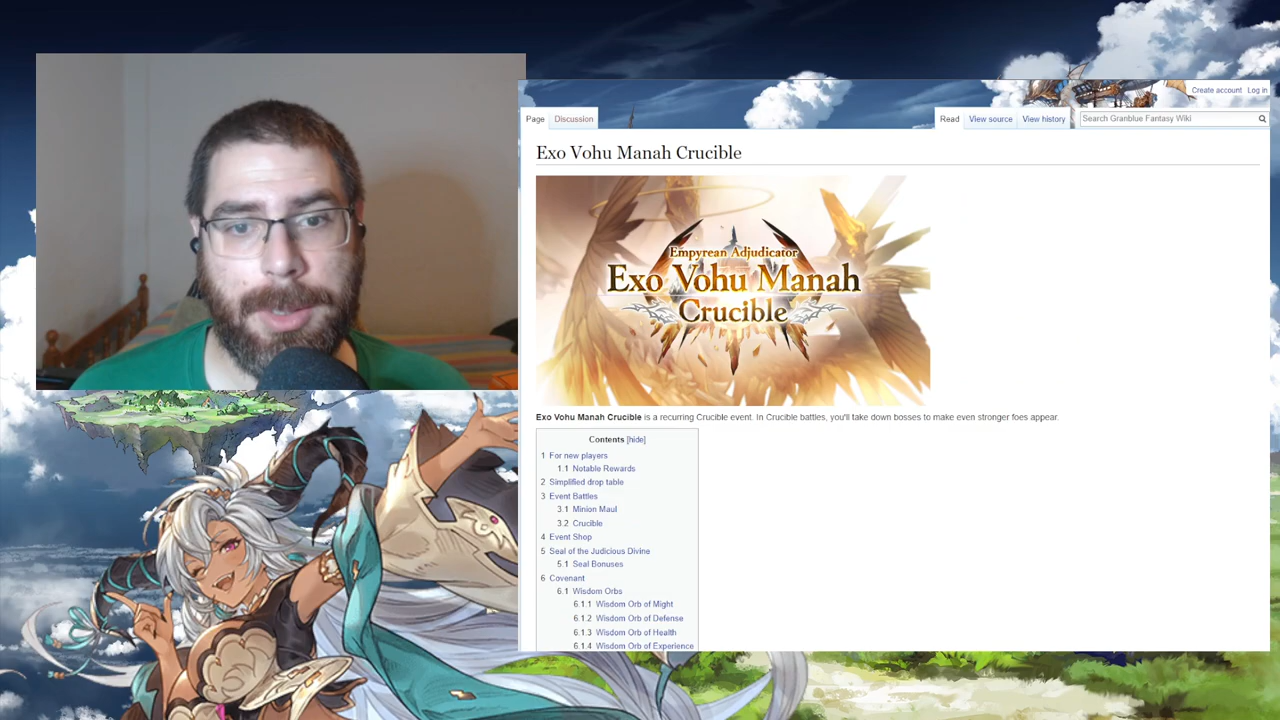 Create account Log in
Page Discussion Read View source View history Search Granblue Fantasy Wiki
Exo Vohu Manah Crucible
Empyrean Adjudicator
Exo Vohu Manah
Crucible
Exo Vohu Manah Crucible is a recurring Crucible event. In Crucible battles, you'll take down bosses to make even stronger foes appear.
Contents [hide]
1 For new players
1.1 Notable Rewards
2 Simplified drop table
3 Event Battles
3.1 Minion Maul
3.2 Crucible
4 Event Shop
5 Seal of the Judicious Divine
5.1 Seal Bonuses
6 Covenant
6.1 Wisdom Orbs
6.1.1 Wisdom Orb of Might
6.1.2 Wisdom Orb of Defense
6.1.3 Wisdom Orb of Health
6.1.4 Wisdom Orb of Experience